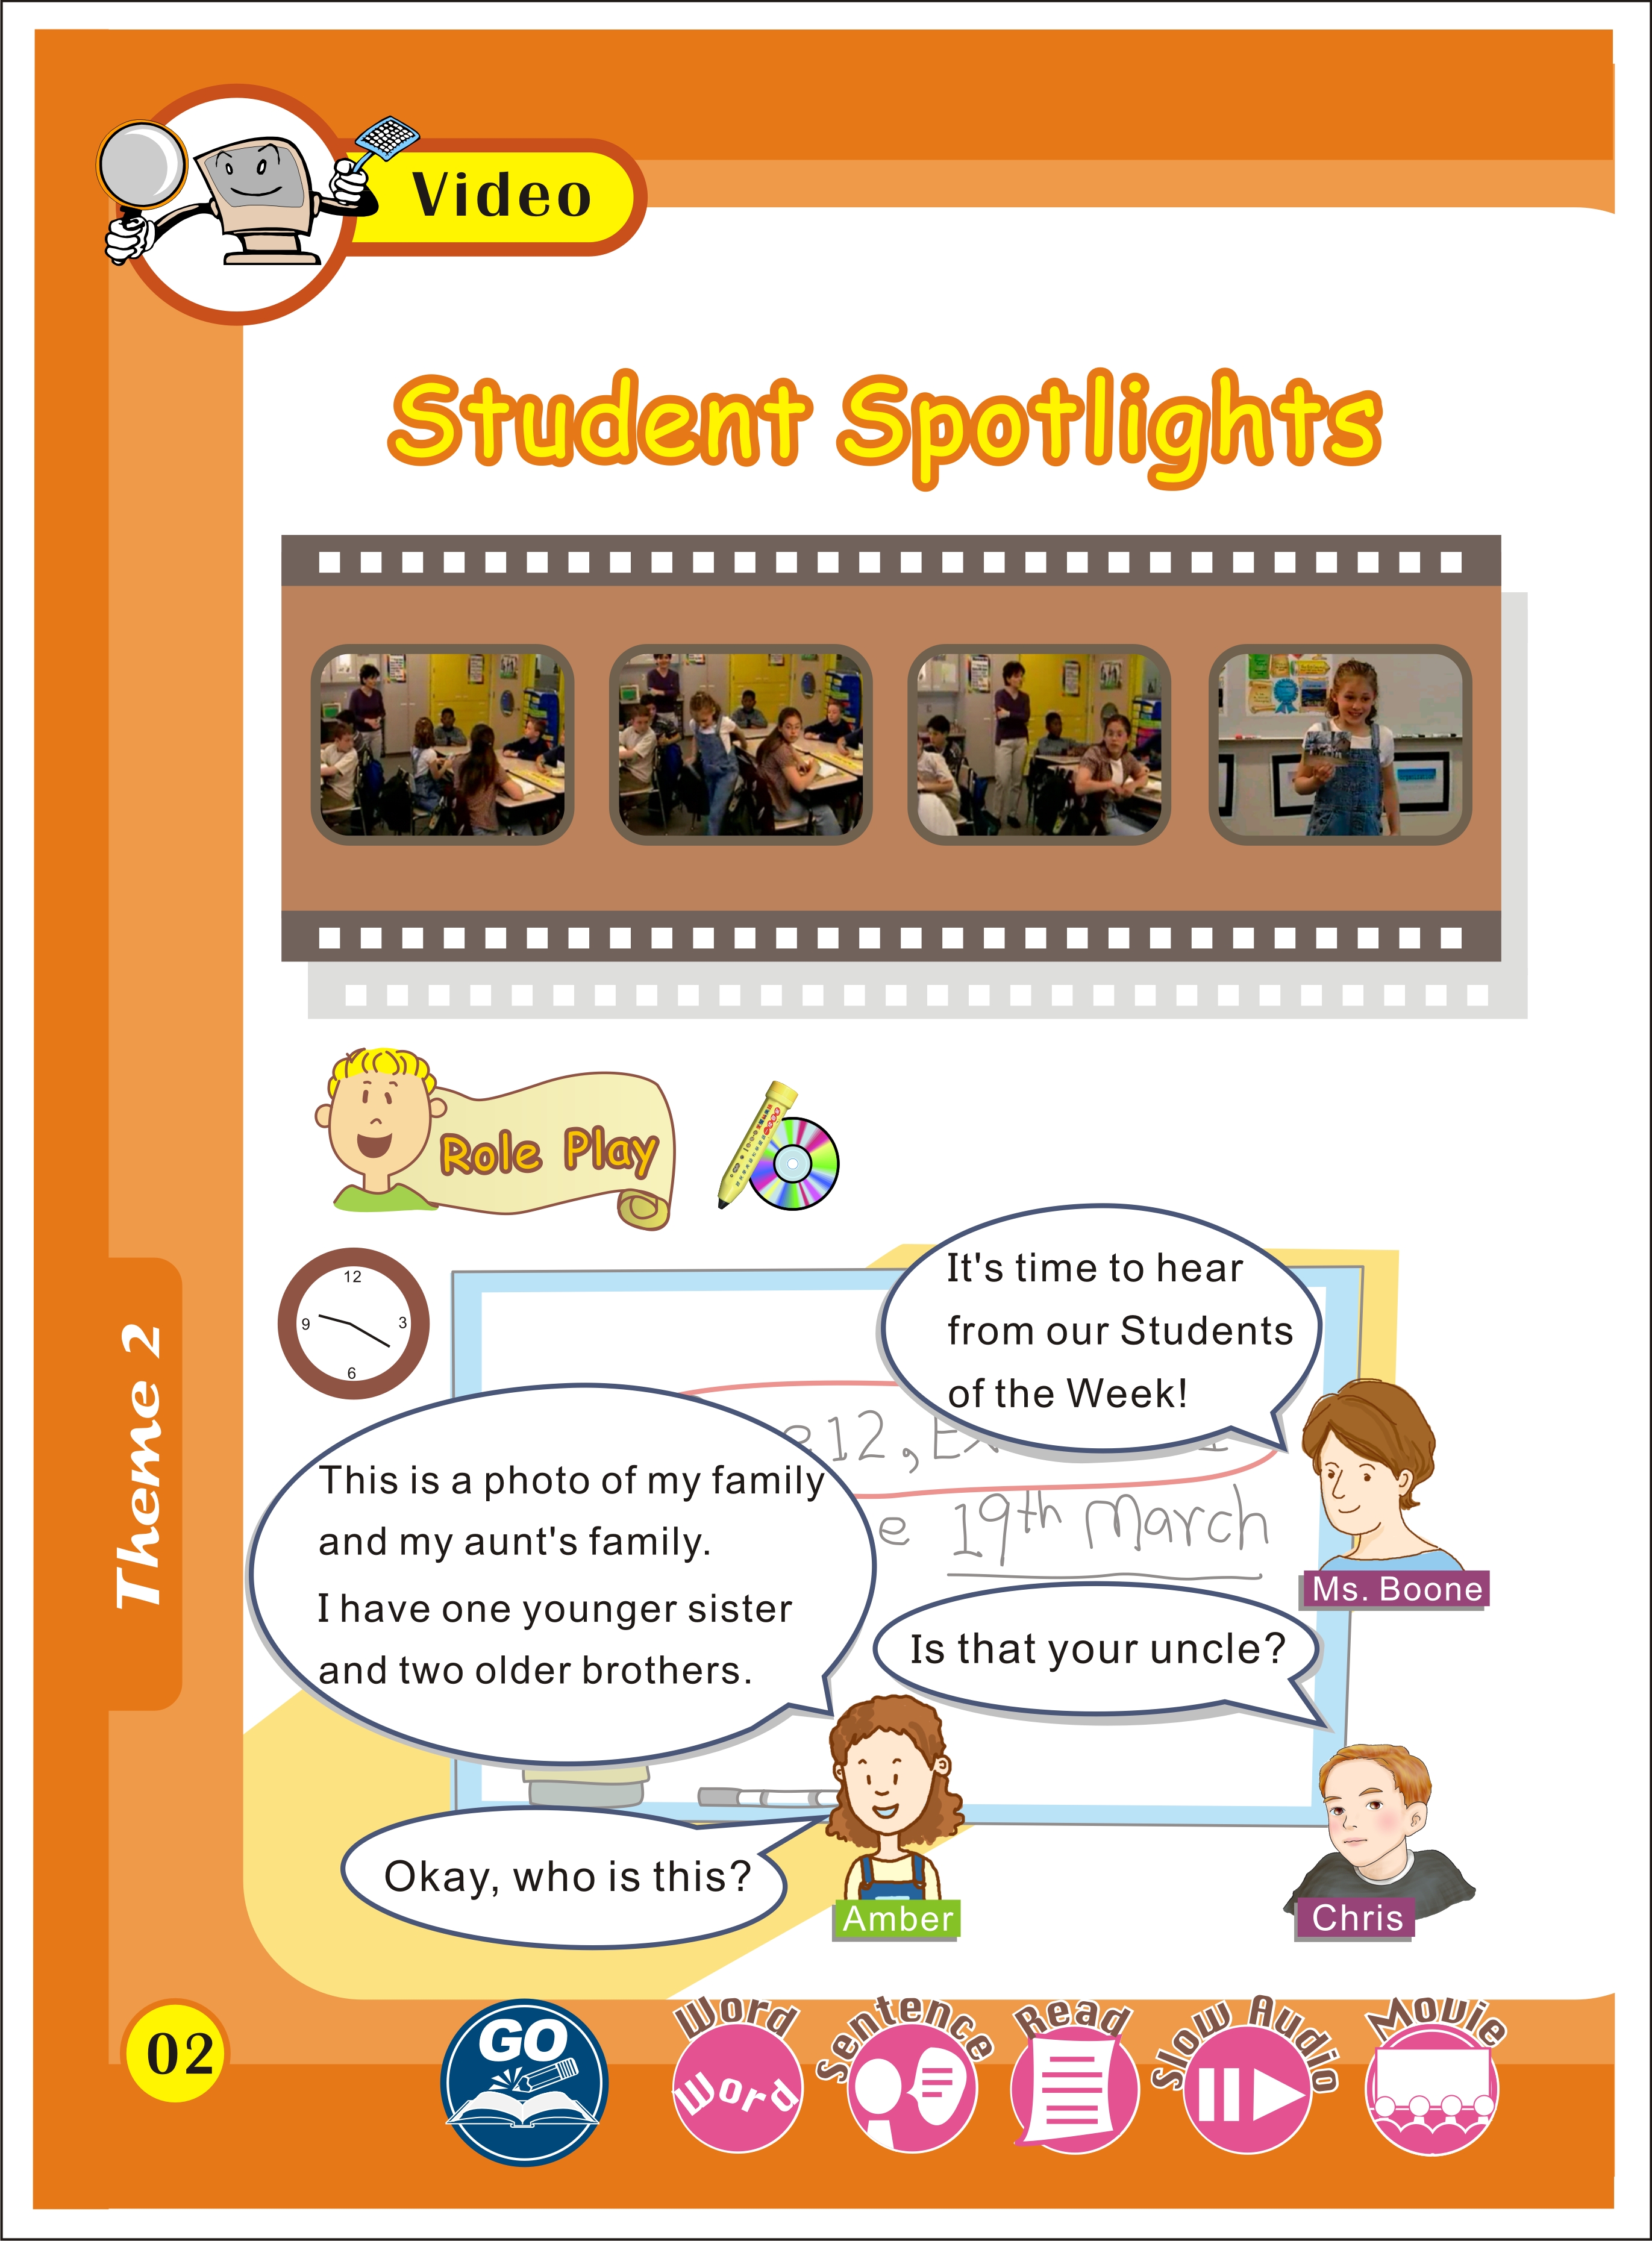 Video
Student Spotlights
Role Play
12
9
3
6
It's time to hear
from our Students
of the Week!
12, E
e 19th March
This is a photo of my family
and my aunt's family.
I have one younger sister
and two older brothers.
Ms. Boone
Is that your uncle?
Okay, who is this?
Amber
Chris
Theme 2
02
GO
Word
Word
Sentence
Read
Slow Audio
Movie